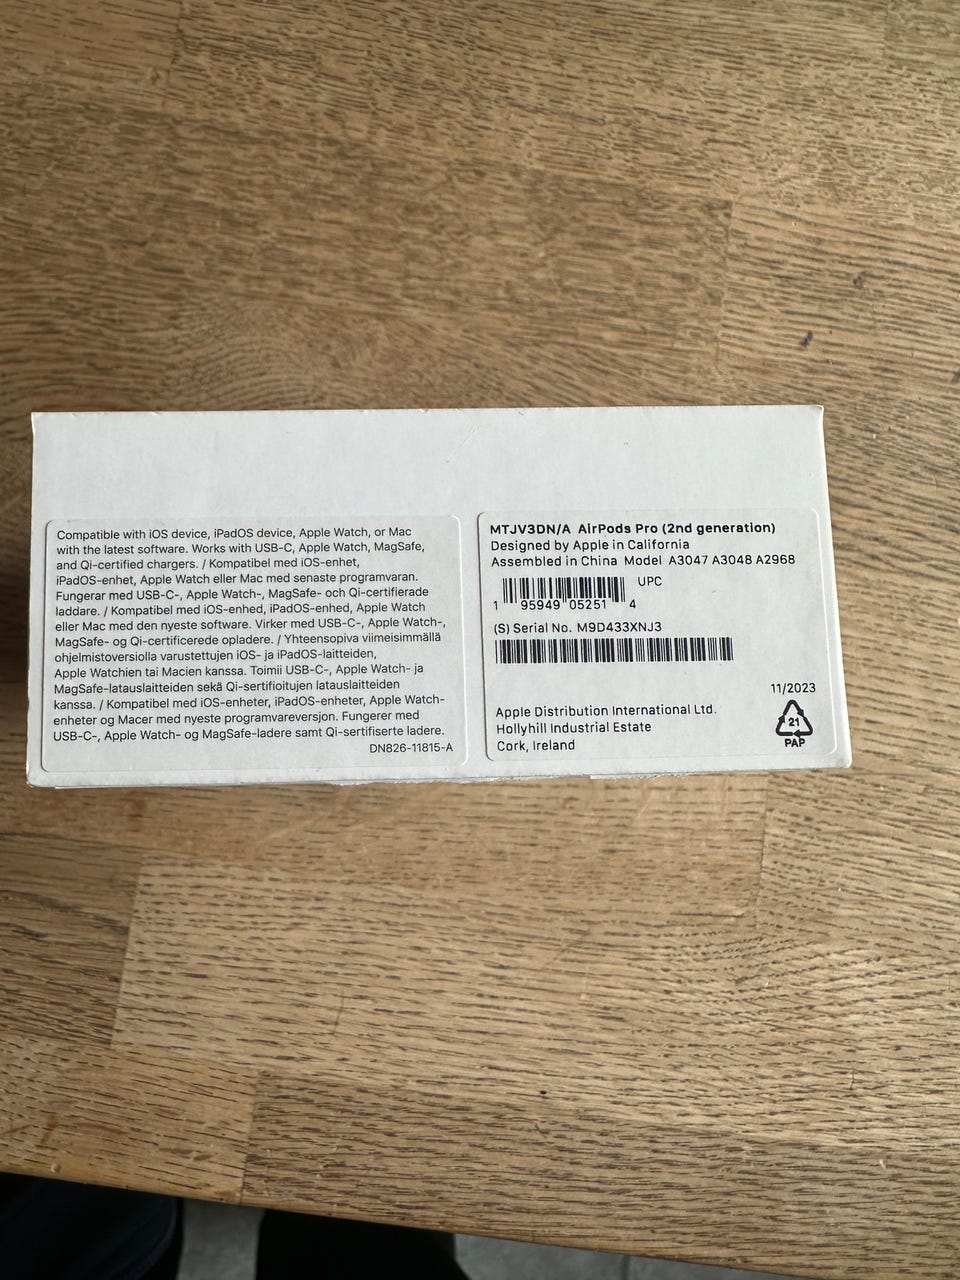 Compatible with iOS device, iPadOS device, Apple Watch, or Mac
with the latest software. Works with USB-C, Apple Watch, MagSafe,
and Qi-certified chargers. / Kompatibel med iOS-enhet,
iPadOS-enhet, Apple Watch eller Mac med senaste programvaran.
Fungerar med USB-C-, Apple Watch-, MagSafe- och Qi-certifierade
laddare. / Kompatibel med iOS-enhed, iPadOS-enhed, Apple Watch
eller Mac med den nyeste software. Virker med USB-C-, Apple Watch-,
MagSafe- og Qi-certificerede opladere. / Yhteensopiva viimeisimmällä
ohjelmistoversiolla varustettujen iOS- ja iPadOS-laitteiden,
Apple Watchien tai Macien kanssa. Toimii USB-C-, Apple Watch- ja
MagSafe-latauslaitteiden sekä Qi-sertifioitujen latauslaitteiden
kanssa. / Kompatibel med iOS-enheter, iPadOS-enheter, Apple Watch-
enheter og Macer med nyeste programvareversjon. Fungerer med
USB-C-, Apple Watch- og MagSafe-ladere samt Qi-sertifiserte ladere.
DN826-11815-A
MTJV3DN/A AirPods Pro (2nd generation)
Designed by Apple in California
Assembled in China Model A3047 A3048 A2968
UPC
1 95949 05251 4
(S) Serial No. M9D433XNJ3
11/2023
Apple Distribution International Ltd.
Hollyhill Industrial Estate
Cork, Ireland
21
PAP